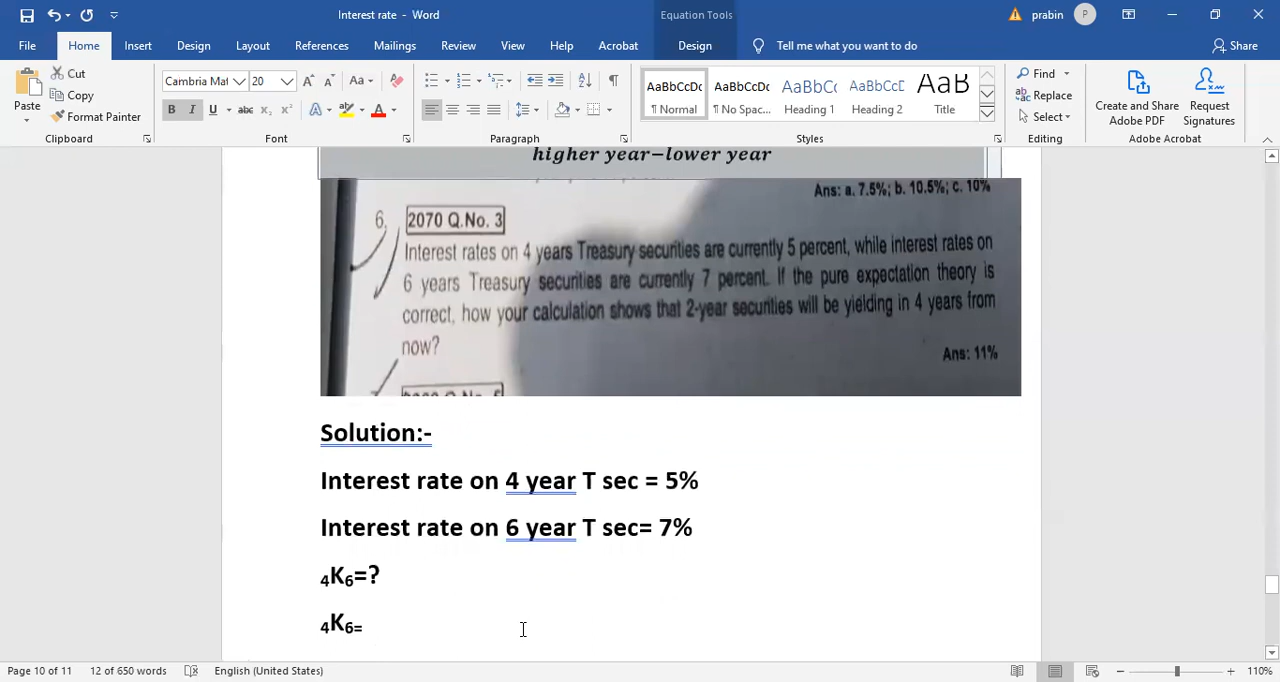 Interest rate - Word
Equation Tools
prabin
P
File
Home
Insert
Design
Layout
References
Mailings
Review
View
Help
Acrobat
Design
Tell me what you want to do
Share
Paste
Cut
Copy
Format Painter
Clipboard
Cambria Mat
20
Font
Paragraph
AaBbCcDc
¶ Normal
AaBbCcDc
¶ No Spac...
AaBbCc
Heading 1
AaBbCcD
Heading 2
AaB
Title
Styles
Find
Replace
Select
Editing
Create and Share
Adobe PDF
Request
Signatures
Adobe Acrobat
higher year−lower year
Ans: a. 7.5%; b. 10.5%; c. 10%
6.
2070 Q.No. 3
Interest rates on 4 years Treasury securities are currently 5 percent, while interest rates on
6 years Treasury securities are currently 7 percent. If the pure expectation theory is
correct, how your calculation shows that 2-year securities will be yielding in 4 years from
now?
Ans: 11%
Solution:-
Interest rate on 4 year T sec = 5%
Interest rate on 6 year T sec= 7%
₄K₆=?
₄K₆₌
Page 10 of 11
12 of 650 words
English (United States)
110%